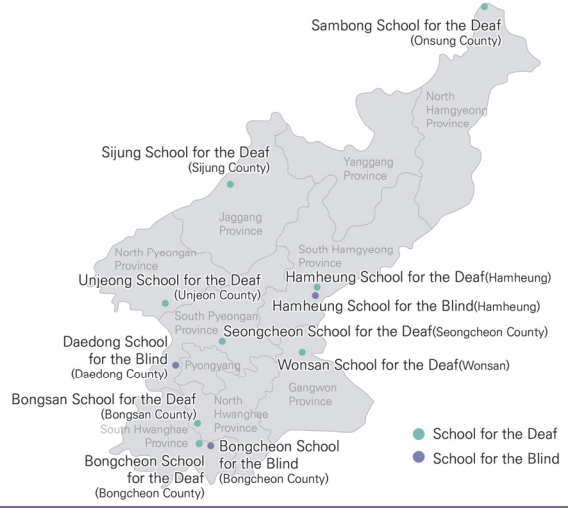 Sambong School for the Deaf
(Onsung County)
North
Hamgyeong
Province
Sijung School for the Deaf
(Sijung County)
Yanggang
Province
Jaggang
Province
North Pyeongan
Province
South Hamgyeong
Province
Unjeong School for the Deaf
(Unjeon County)
Hamheung School for the Deaf(Hamheung)
Hamheung School for the Blind(Hamheung)
South Pyeongan
Province
Seongcheon School for the Deaf(Seongcheon County)
Daedong School
for the Blind
(Daedong County)
Pyongyang
Wonsan School for the Deaf(Wonsan)
Gangwon
Province
Bongsan School for the Deaf
(Bongsan County)
North
Hwanghae
Province
South Hwanghae
Province
Bongcheon School
for the Deaf
(Bongcheon County)
Bongcheon School
for the Blind
(Bongcheon County)
School for the Deaf
School for the Blind